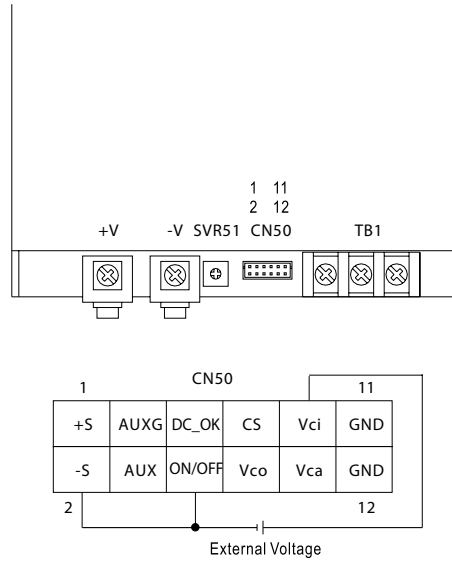 1 11
2 12
+V -V SVR51 CN50 TB1
CN50
1 11
+S AUXG DC_OK CS Vci GND
-S AUX ON/OFF Vco Vca GND
2 12
External Voltage